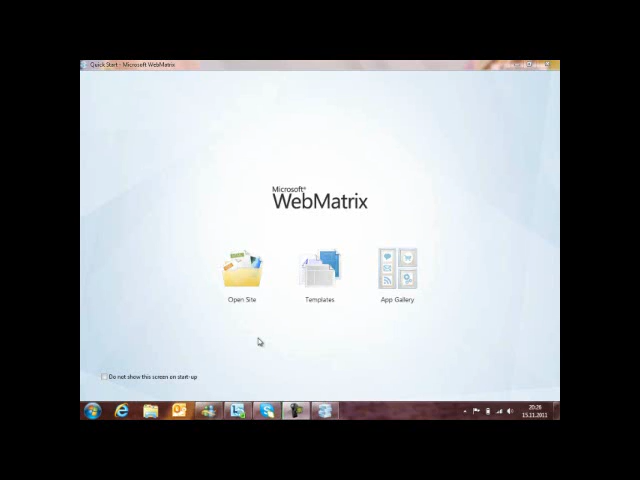 Quick Start - Microsoft WebMatrix
Microsoft®
WebMatrix
Open Site
Templates
App Gallery
Do not show this screen on start-up
20:26
15.11.2011